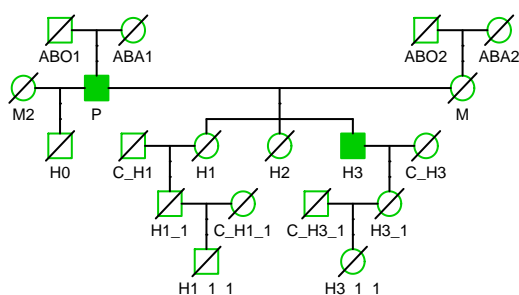 ABO1 ABA1 ABO2 ABA2
M2 P M
H0 C_H1 H1 H2 H3 C_H3
H1_1 C_H1_1 C_H3_1 H3_1
H1_1_1 H3_1_1